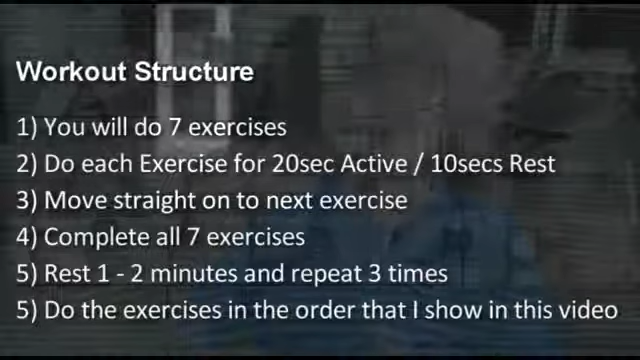 Workout Structure
1) You will do 7 exercises
2) Do each Exercise for 20sec Active / 10secs Rest
3) Move straight on to next exercise
4) Complete all 7 exercises
5) Rest 1 - 2 minutes and repeat 3 times
5) Do the exercises in the order that I show in this video